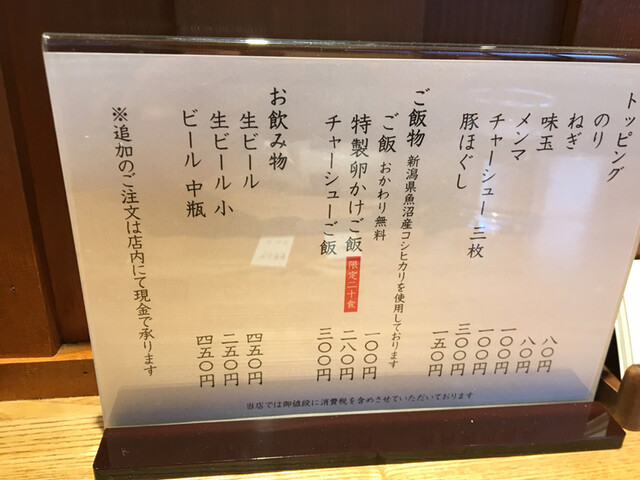 トッピング
のり 八〇円
ねぎ 八〇円
味玉 一〇〇円
メンマ 一〇〇円
チャーシュー 三枚 三〇〇円
豚ほぐし 一五〇円
ご飯物 新潟県魚沼産コシヒカリを使用しております
ご飯 おかわり無料 一〇〇円
特製卵かけご飯 限定二十食 二八〇円
チャーシューご飯 三〇〇円
お飲み物
生ビール 四五〇円
生ビール 小 二五〇円
ビール 中瓶 四五〇円
※追加のご注文は店内にて現金で承ります
当店では御値段に消費税を含めさせていただいております